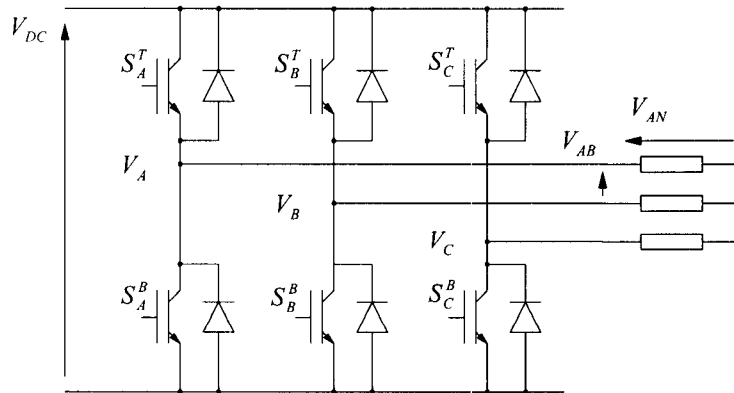 V_DC
S_A^T
S_B^T
S_C^T
V_AN
V_AB
V_A
V_B
V_C
S_A^B
S_B^B
S_C^B